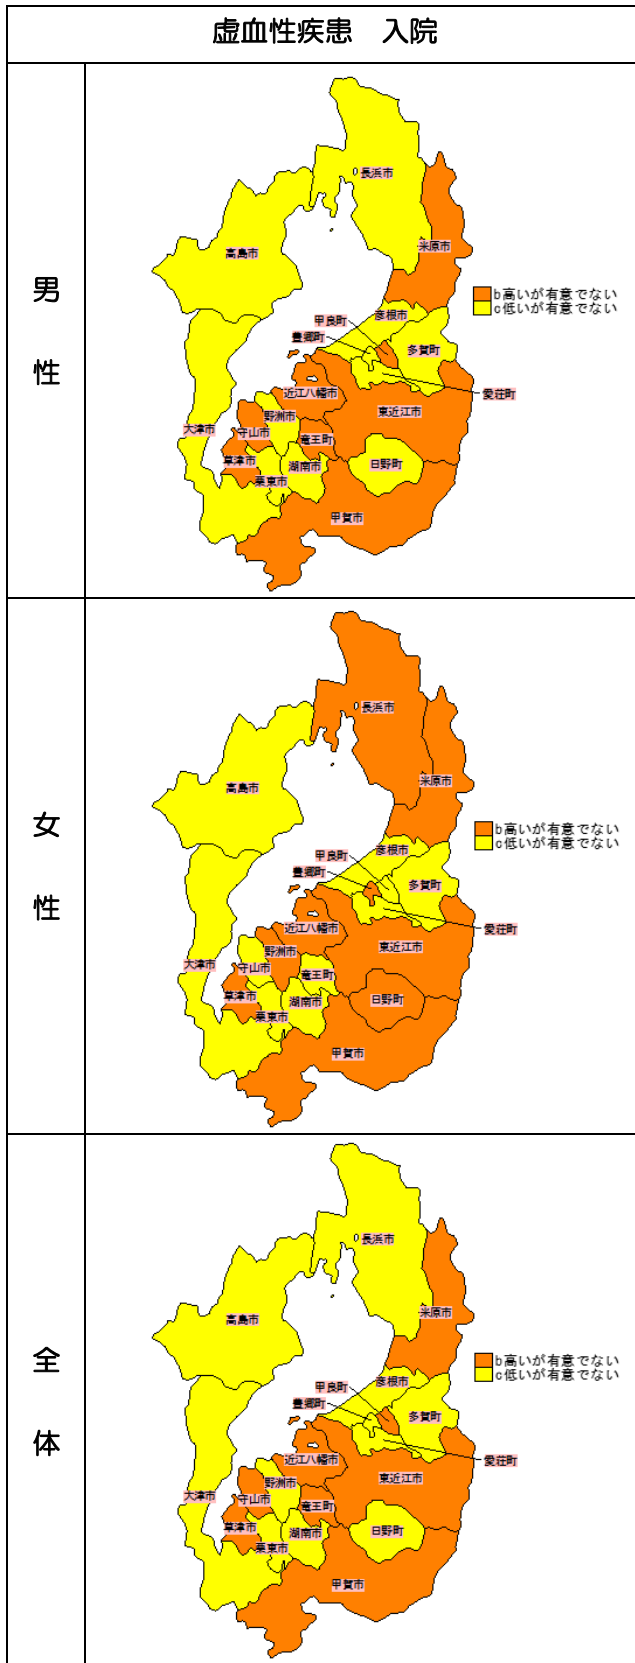 虚血性疾患　入院
男性
長浜市
米原市
高島市
b高いが有意でない
c低いが有意でない
彦根市
甲良町
豊郷町
多賀町
愛荘町
近江八幡市
東近江市
野洲市
大津市
守山市
竜王町
草津市
湖南市
日野町
栗東市
甲賀市
女性
長浜市
米原市
高島市
b高いが有意でない
c低いが有意でない
彦根市
甲良町
豊郷町
多賀町
愛荘町
近江八幡市
東近江市
野洲市
大津市
守山市
竜王町
草津市
湖南市
日野町
栗東市
甲賀市
全体
長浜市
米原市
高島市
b高いが有意でない
c低いが有意でない
彦根市
甲良町
豊郷町
多賀町
愛荘町
近江八幡市
東近江市
野洲市
大津市
守山市
竜王町
草津市
湖南市
日野町
栗東市
甲賀市